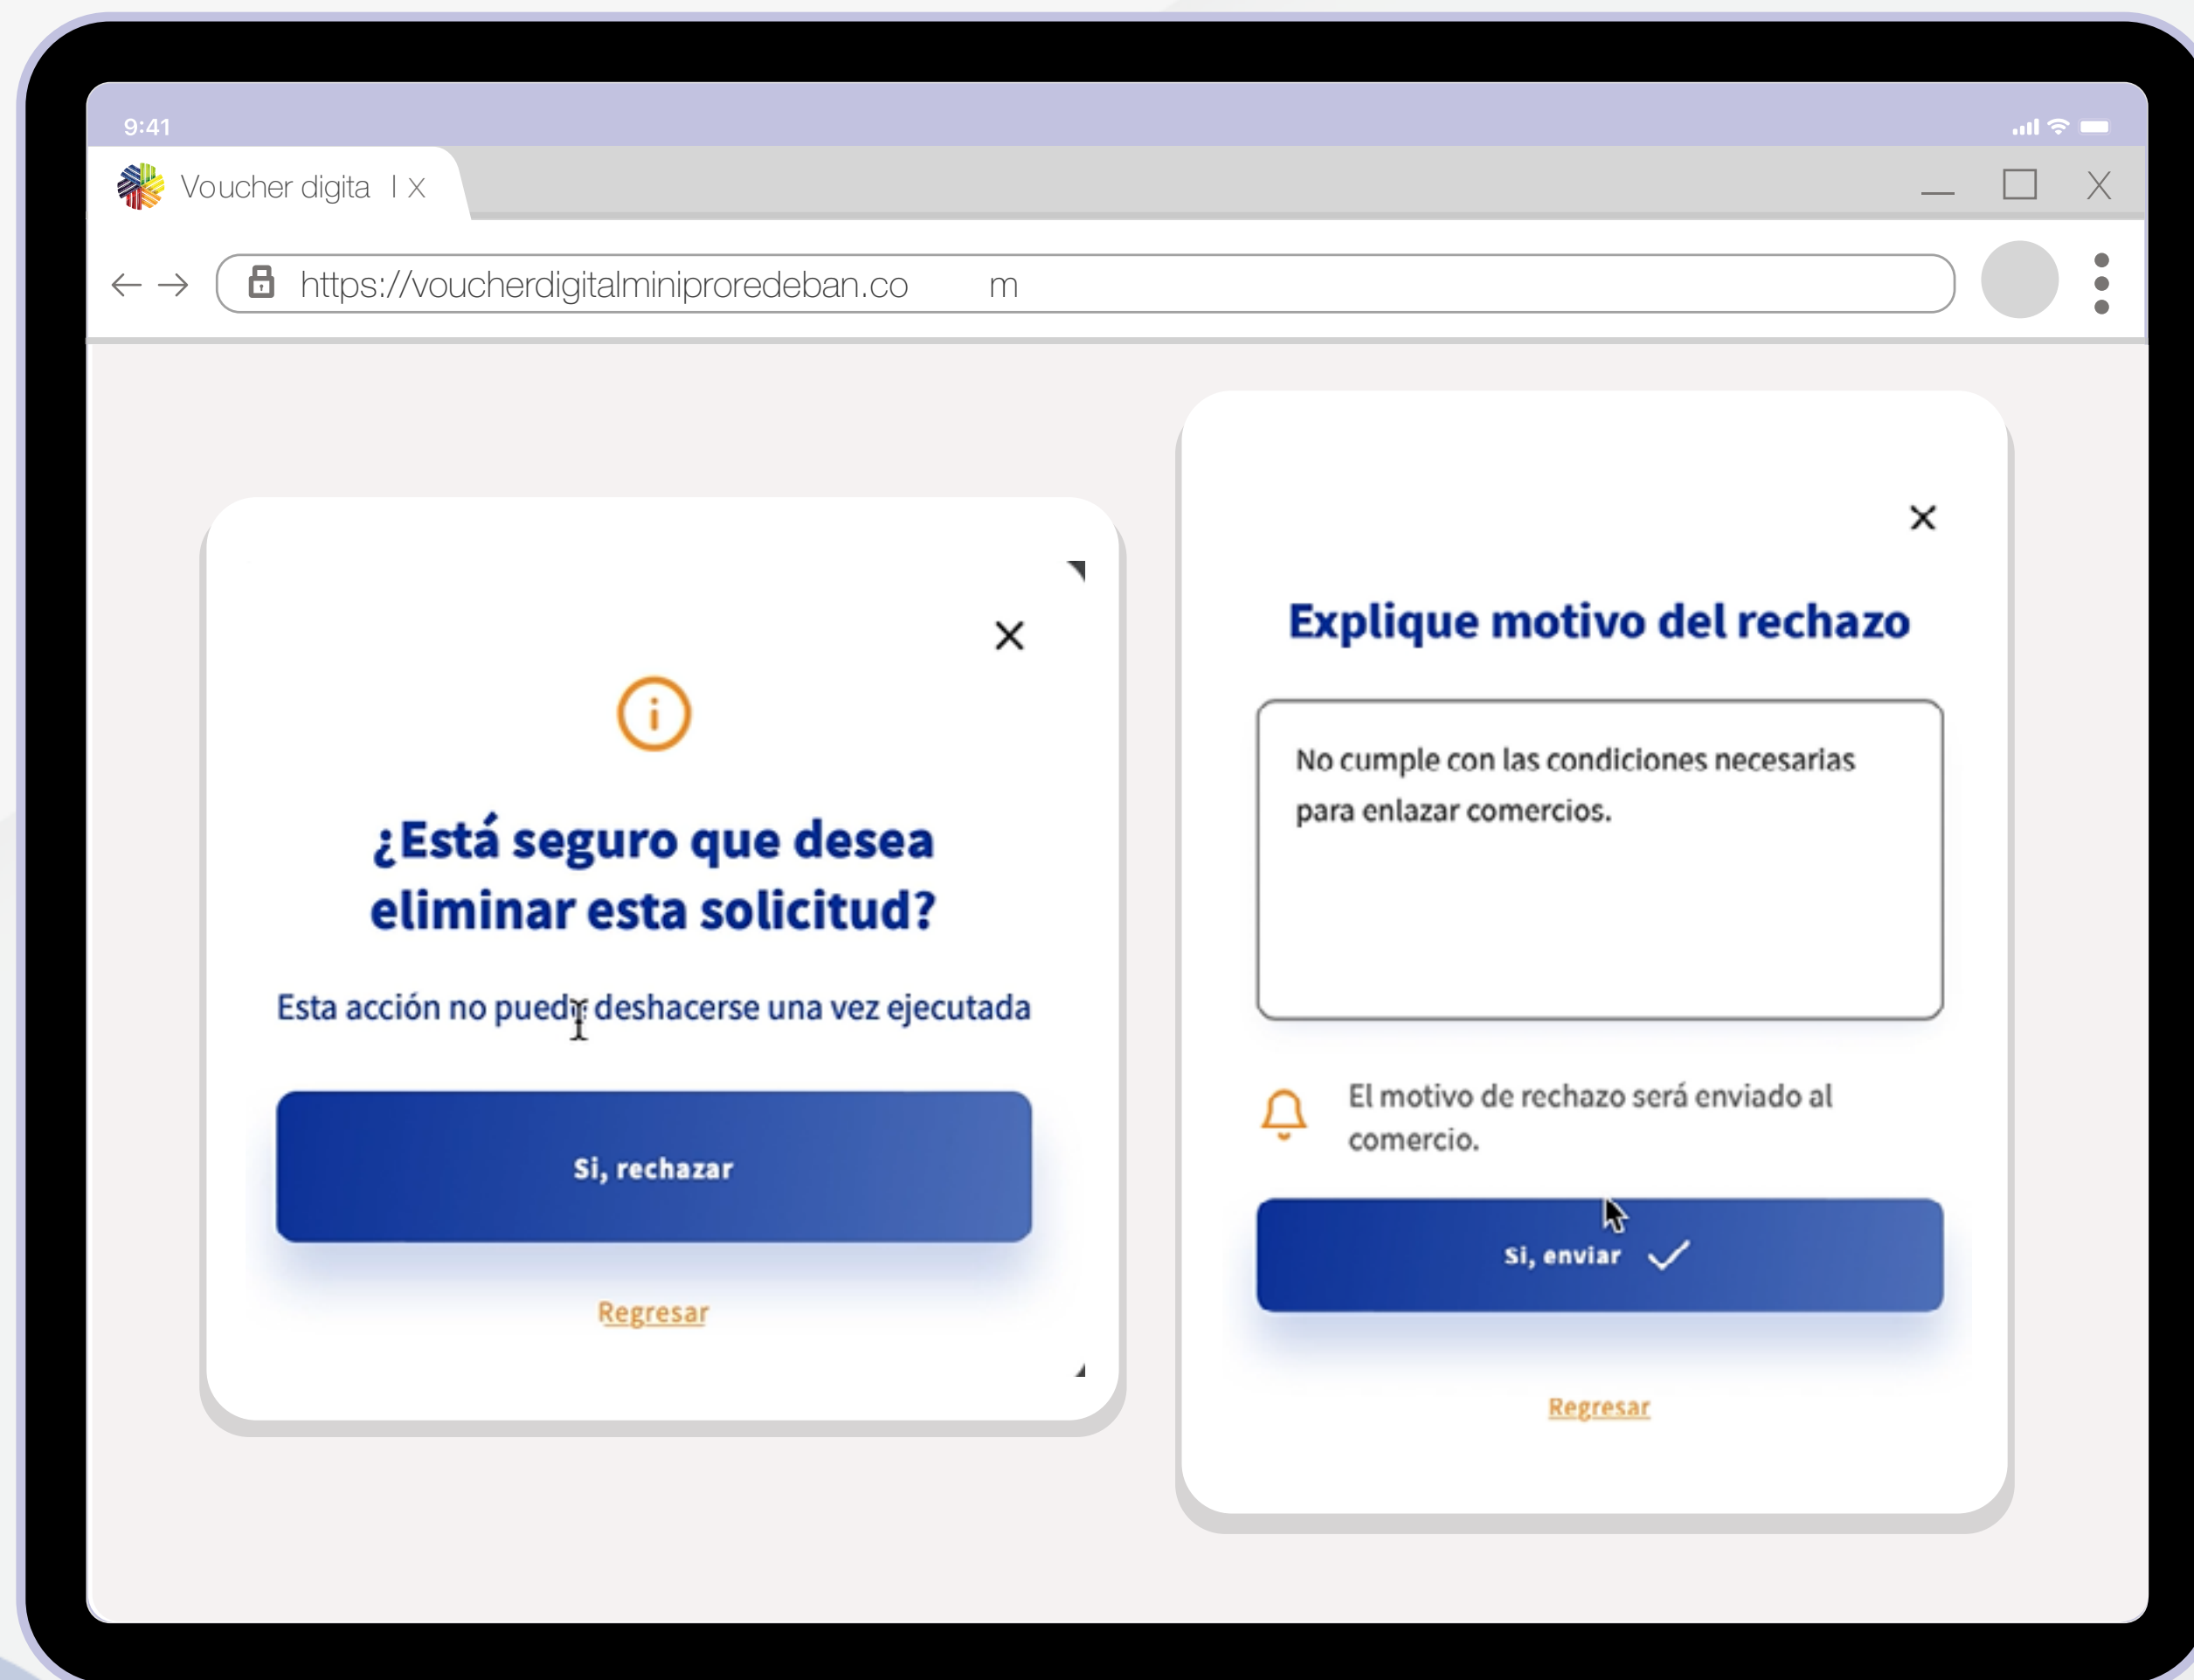 9:41
Voucher digita l x
https://voucherdigitalminiproredeban.co m
¿Está seguro que desea
eliminar esta solicitud?
Esta acción no puede deshacerse una vez ejecutada
Si, rechazar
Regresar
Explique motivo del rechazo
No cumple con las condiciones necesarias
para enlazar comercios.
El motivo de rechazo será enviado al
comercio.
Si, enviar
Regresar